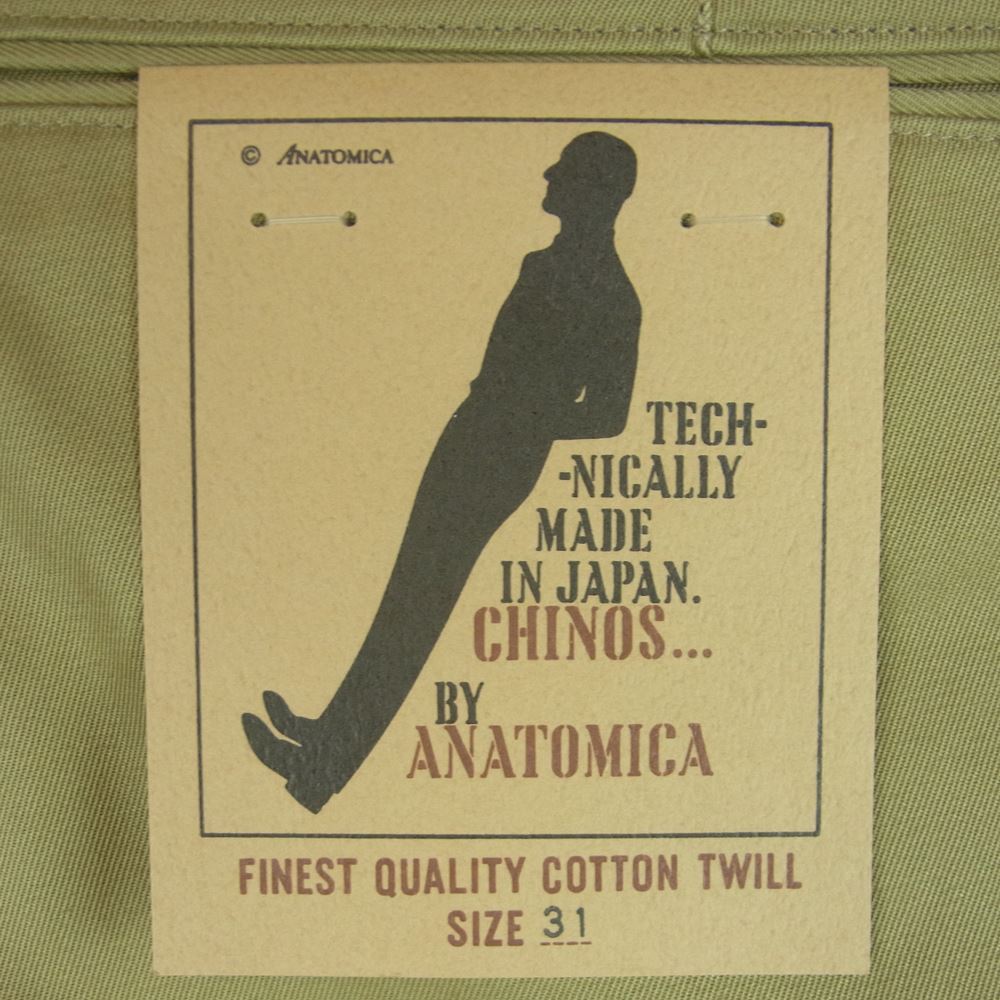 © ANATOMICA
TECH-
-NICALLY
MADE
IN JAPAN.
CHINOS...
BY
ANATOMICA
FINEST QUALITY COTTON TWILL
SIZE 31